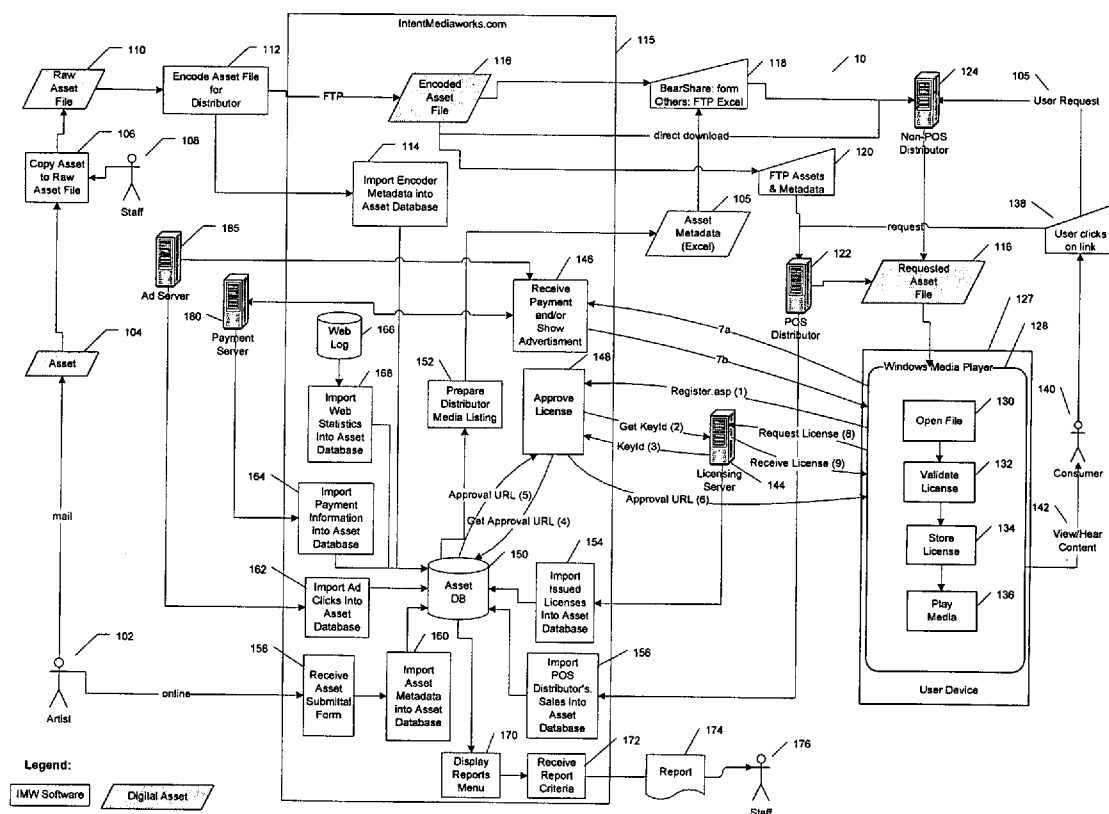 IntentMediaworks.com
110
112
115
Raw
Asset
File
Encode Asset File
for
Distributor
FTP
116
Encoded
Asset
File
118
BearShare: form
Others: FTP Excel
10
124
Non-POS
Distributor
105
User Request
direct download
106
108
Copy Asset
to Raw
Asset File
Staff
114
Import Encoder
Metadata into
Asset Database
120
FTP Assets
& Metadata
105
Asset
Metadata
(Excel)
138
request
User clicks
on link
185
Ad Server
146
Receive
Payment
and/or
Show
Advertisment
122
POS
Distributor
116
Requested
Asset
File
180
Payment
Server
Web
Log
166
7a
7b
127
128
Windows Media Player
104
Asset
152
Prepare
Distributor
Media Listing
148
Approve
License
Register.asp (1)
Get KeyId (2)
KeyId (3)
Request License (8)
Receive License (9)
Licensing
Server
144
Approval URL (6)
168
Import
Web
Statistics
Into Asset
Database
130
Open File
140
Consumer
132
Validate
License
142
View/Hear
Content
134
Store
License
136
Play
Media
User Device
mail
164
Import
Payment
Information
Into Asset
Database
Approval URL (5)
Get Approval URL (4)
150
Asset
DB
154
Import
Issued
Licenses
Into Asset
Database
162
Import Ad
Clicks Into
Asset
Database
102
Artist
online
158
Receive
Asset
Submittal
Form
160
Import
Asset
Metadata
into Asset
Database
156
Import
POS
Distributor's.
Sales Into
Asset
Database
170
Display
Reports
Menu
172
Receive
Report
Criteria
174
Report
176
Staff
Legend:
IMW Software
Digital Asset